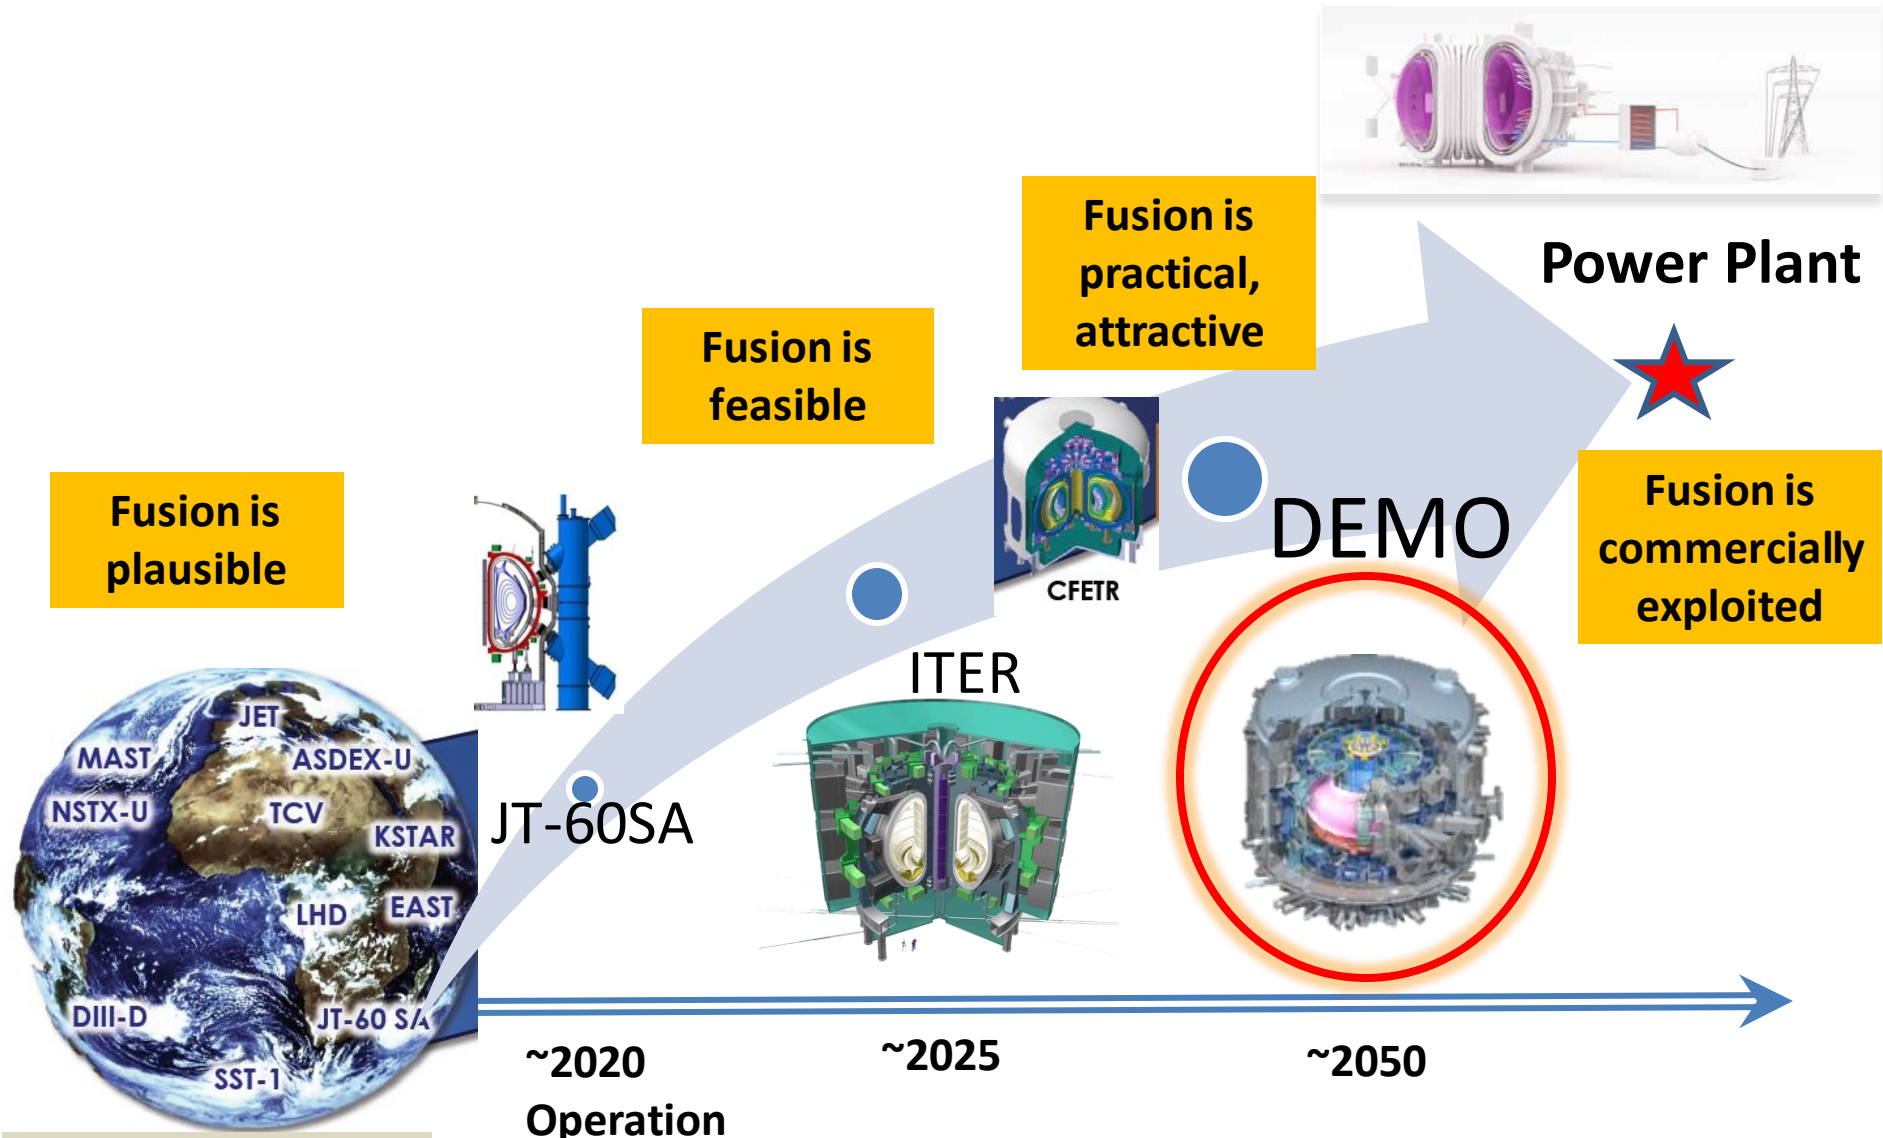 Power Plant
Fusion is
practical,
attractive
Fusion is
feasible
Fusion is
plausible
Fusion is
commercially
exploited
CFETR
DEMO
ITER
JT-60SA
JET
MAST
ASDEX-U
NSTX-U
TCV
KSTAR
LHD
EAST
DIII-D
JT-60 SA
SST-1
~2020
Operation
~2025
~2050